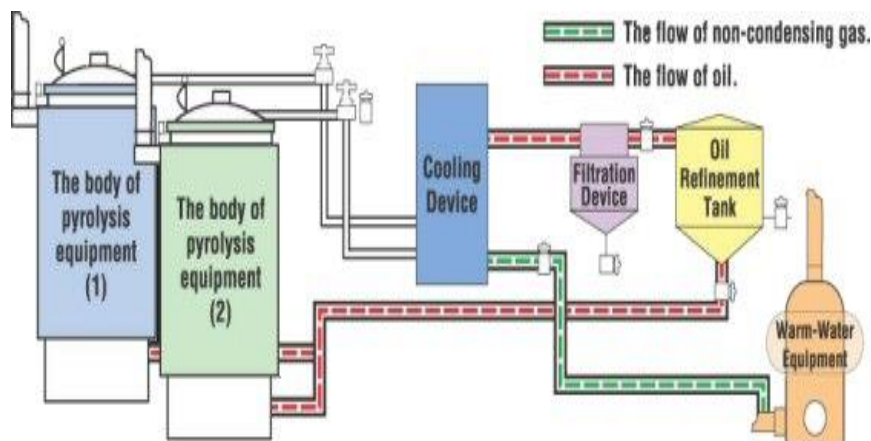 The flow of non-condensing gas.
The flow of oil.
The body of
pyrolysis
equipment
(1)
The body of
pyrolysis
equipment
(2)
Cooling
Device
Filtration
Device
Oil
Refinement
Tank
Warm-Water
Equipment